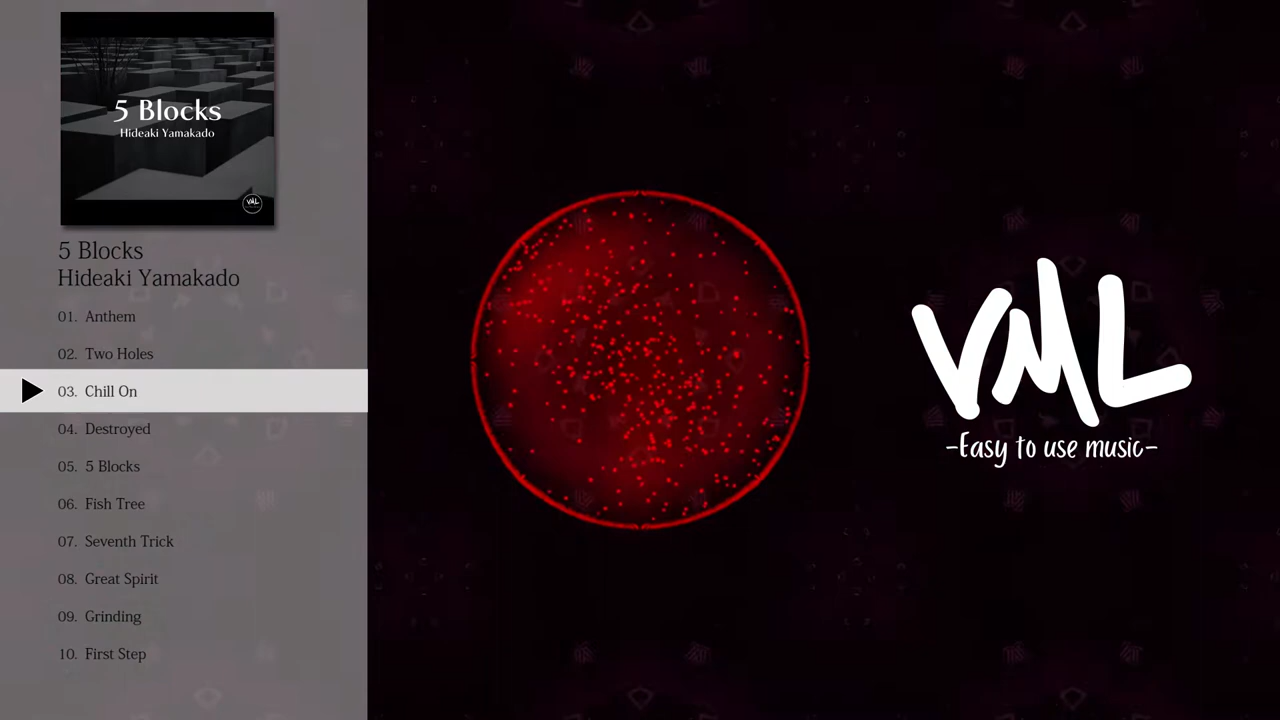 5 Blocks
Hideaki Yamakado
VML
5 Blocks
Hideaki Yamakado
01. Anthem
02. Two Holes
03. Chill On
04. Destroyed
05. 5 Blocks
06. Fish Tree
07. Seventh Trick
08. Great Spirit
09. Grinding
10. First Step
VML
-Easy to use music-